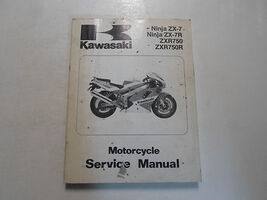 Kawasaki
Ninja ZX-7
Ninja ZX-7R
ZXR750
ZXR750R
Motorcycle
Service Manual